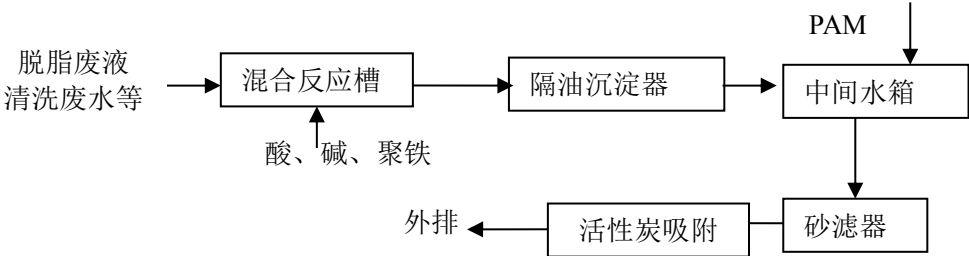 PAM
脱脂废液
清洗废水等
混合反应槽
隔油沉淀器
中间水箱
酸、碱、聚铁
外排
活性炭吸附
砂滤器